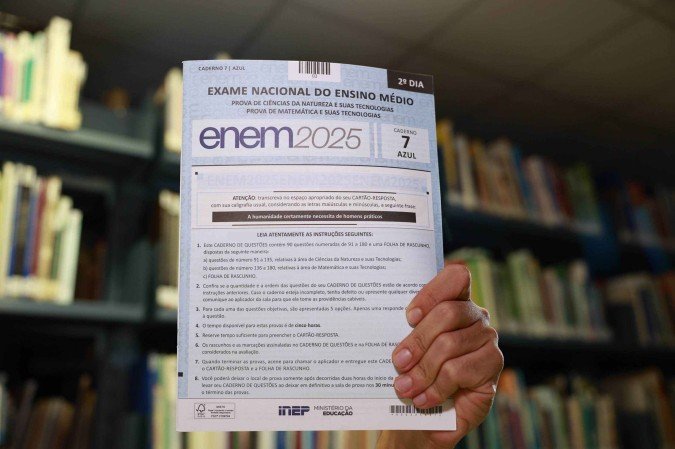 CADERNO 7 | AZUL
2º DIA
EXAME NACIONAL DO ENSINO MÉDIO
PROVA DE CIÊNCIAS DA NATUREZA E SUAS TECNOLOGIAS
PROVA DE MATEMÁTICA E SUAS TECNOLOGIAS
enem2025
CADERNO
7
AZUL
ATENÇÃO: transcreva no espaço apropriado do seu CARTÃO-RESPOSTA,
com sua caligrafia usual, considerando as letras maiúsculas e minúsculas, a seguinte frase:
A humanidade certamente necessita de homens práticos
LEIA ATENTAMENTE AS INSTRUÇÕES SEGUINTES:
1. Este CADERNO DE QUESTÕES contém 90 questões numeradas de 91 a 180 e uma FOLHA DE RASCUNHO,
dispostas da seguinte maneira:
a) questões de número 91 a 135, relativas à área de Ciências da Natureza e suas Tecnologias;
b) questões de número 136 a 180, relativas à área de Matemática e suas Tecnologias;
c) FOLHA DE RASCUNHO.
2. Confira se a quantidade e a ordem das questões do seu CADERNO DE QUESTÕES estão de acordo
instruções anteriores. Caso o caderno esteja incompleto, tenha defeito ou apresente qualquer
comunique ao aplicador da sala para que ele tome as providências cabíveis.
3. Para cada uma das questões objetivas, são apresentadas 5 opções. Apenas uma responde
à questão.
4. O tempo disponível para estas provas é de cinco horas.
5. Reserve tempo suficiente para preencher o CARTÃO-RESPOSTA.
6. Os rascunhos e as marcações assinaladas no CADERNO DE QUESTÕES e na FOLHA DE RASCUNHO
considerados na avaliação.
7. Quando terminar as provas, acene para chamar o aplicador e entregue este
o CARTÃO-RESPOSTA e a FOLHA DE RASCUNHO.
8. Você poderá deixar o local de prova somente após decorridas duas horas do início da
levar seu CADERNO DE QUESTÕES ao deixar em definitivo a sala de prova nos 30
o término das provas.
FSC
INEP
MINISTÉRIO DA
EDUCAÇÃO